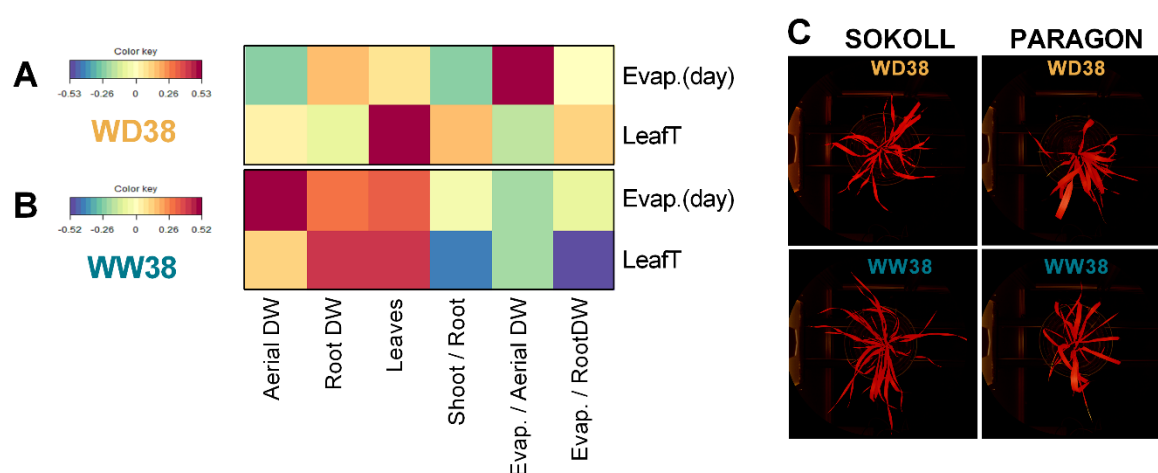 A
Color key
-0.53 -0.26 0 0.26 0.53
WD38
Evap.(day)
LeafT
B
Color key
-0.52 0.26 0 0.26 0.52
WW38
Evap.(day)
LeafT
Aerial DW
Root DW
Leaves
Shoot / Root
Evap. / Aerial DW
Evap. / RootDW
C
SOKOLL PARAGON
WD38 WD38
WW38 WW38